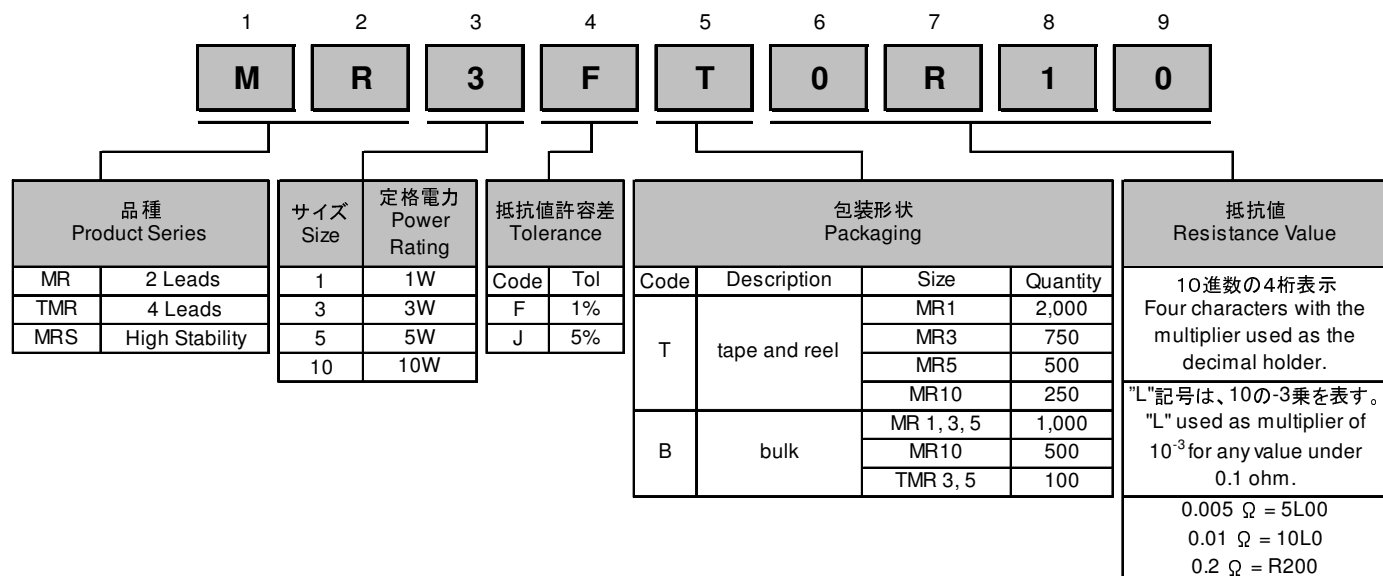 1 2 3 4 5 6 7 8 9
M R 3 F T 0 R 1 0
品種
Product Series
MR 2 Leads
TMR 4 Leads
MRS High Stability
サイズ
Size
定格電力
Power
Rating
1 1W
3 3W
5 5W
10 10W
抵抗値許容差
Tolerance
Code Tol
F 1%
J 5%
包装形状
Packaging
Code Description Size Quantity
T tape and reel
MR1 2,000
MR3 750
MR5 500
MR10 250
B bulk
MR 1, 3, 5 1,000
MR10 500
TMR 3, 5 100
抵抗値
Resistance Value
10進数の4桁表示
Four characters with the
multiplier used as the
decimal holder.
"L"記号は、10の-3乗を表す。
"L" used as multiplier of
10⁻³ for any value under
0.1 ohm.
0.005 Ω = 5L00
0.01 Ω = 10L0
0.2 Ω = R200